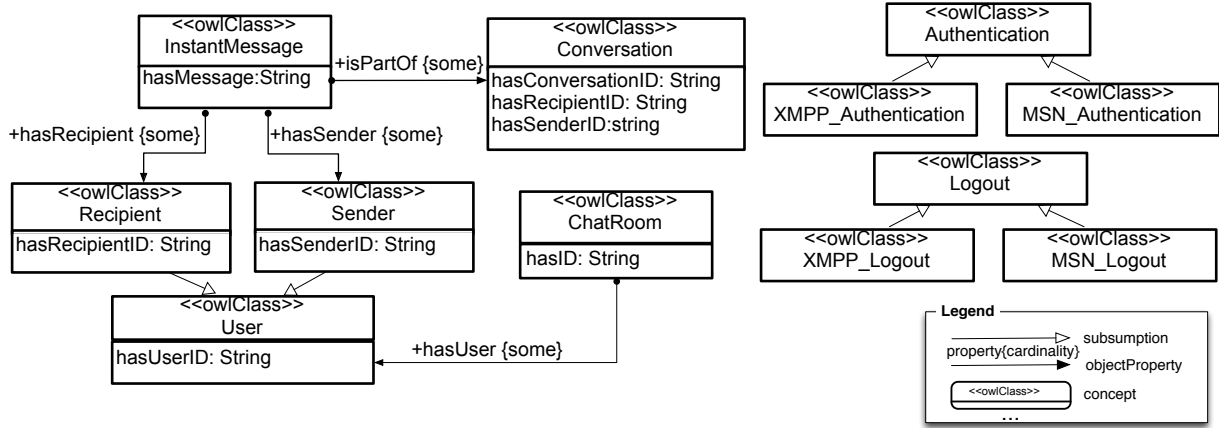 <<owlClass>>
InstantMessage
hasMessage:String
+isPartOf {some}
<<owlClass>>
Conversation
hasConversationID: String
hasRecipientID: String
hasSenderID:string
+hasRecipient {some}
+hasSender {some}
<<owlClass>>
Recipient
hasRecipientID: String
<<owlClass>>
Sender
hasSenderID: String
<<owlClass>>
ChatRoom
hasID: String
<<owlClass>>
User
hasUserID: String
+hasUser {some}
<<owlClass>>
Authentication
<<owlClass>>
XMPP_Authentication
<<owlClass>>
MSN_Authentication
<<owlClass>>
Logout
<<owlClass>>
XMPP_Logout
<<owlClass>>
MSN_Logout
Legend
subsumption
property{cardinality}
objectProperty
<<owlClass>>
concept
...